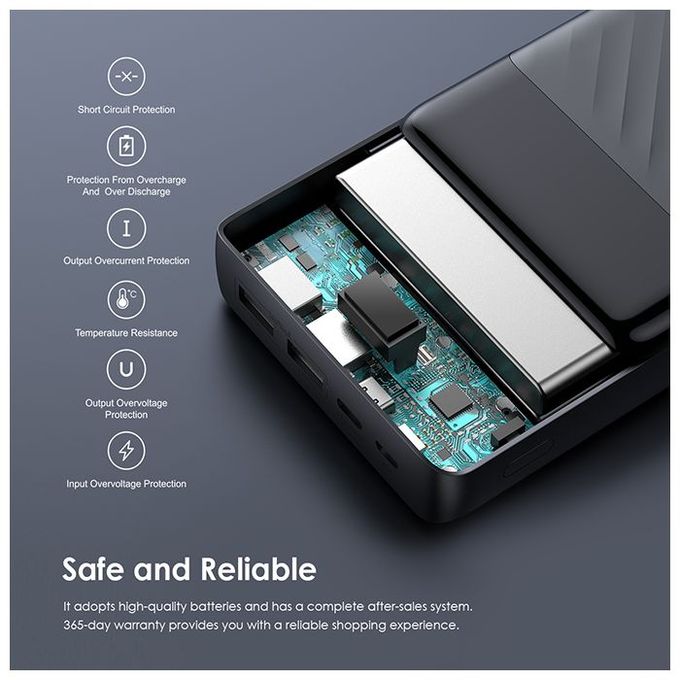 Short Circuit Protection
Protection From Overcharge
And Over Discharge
Output Overcurrent Protection
°C
Temperature Resistance
Output Overvoltage
Protection
Input Overvoltage Protection
Safe and Reliable
It adopts high-quality batteries and has a complete after-sales system.
365-day warranty provides you with a reliable shopping experience.